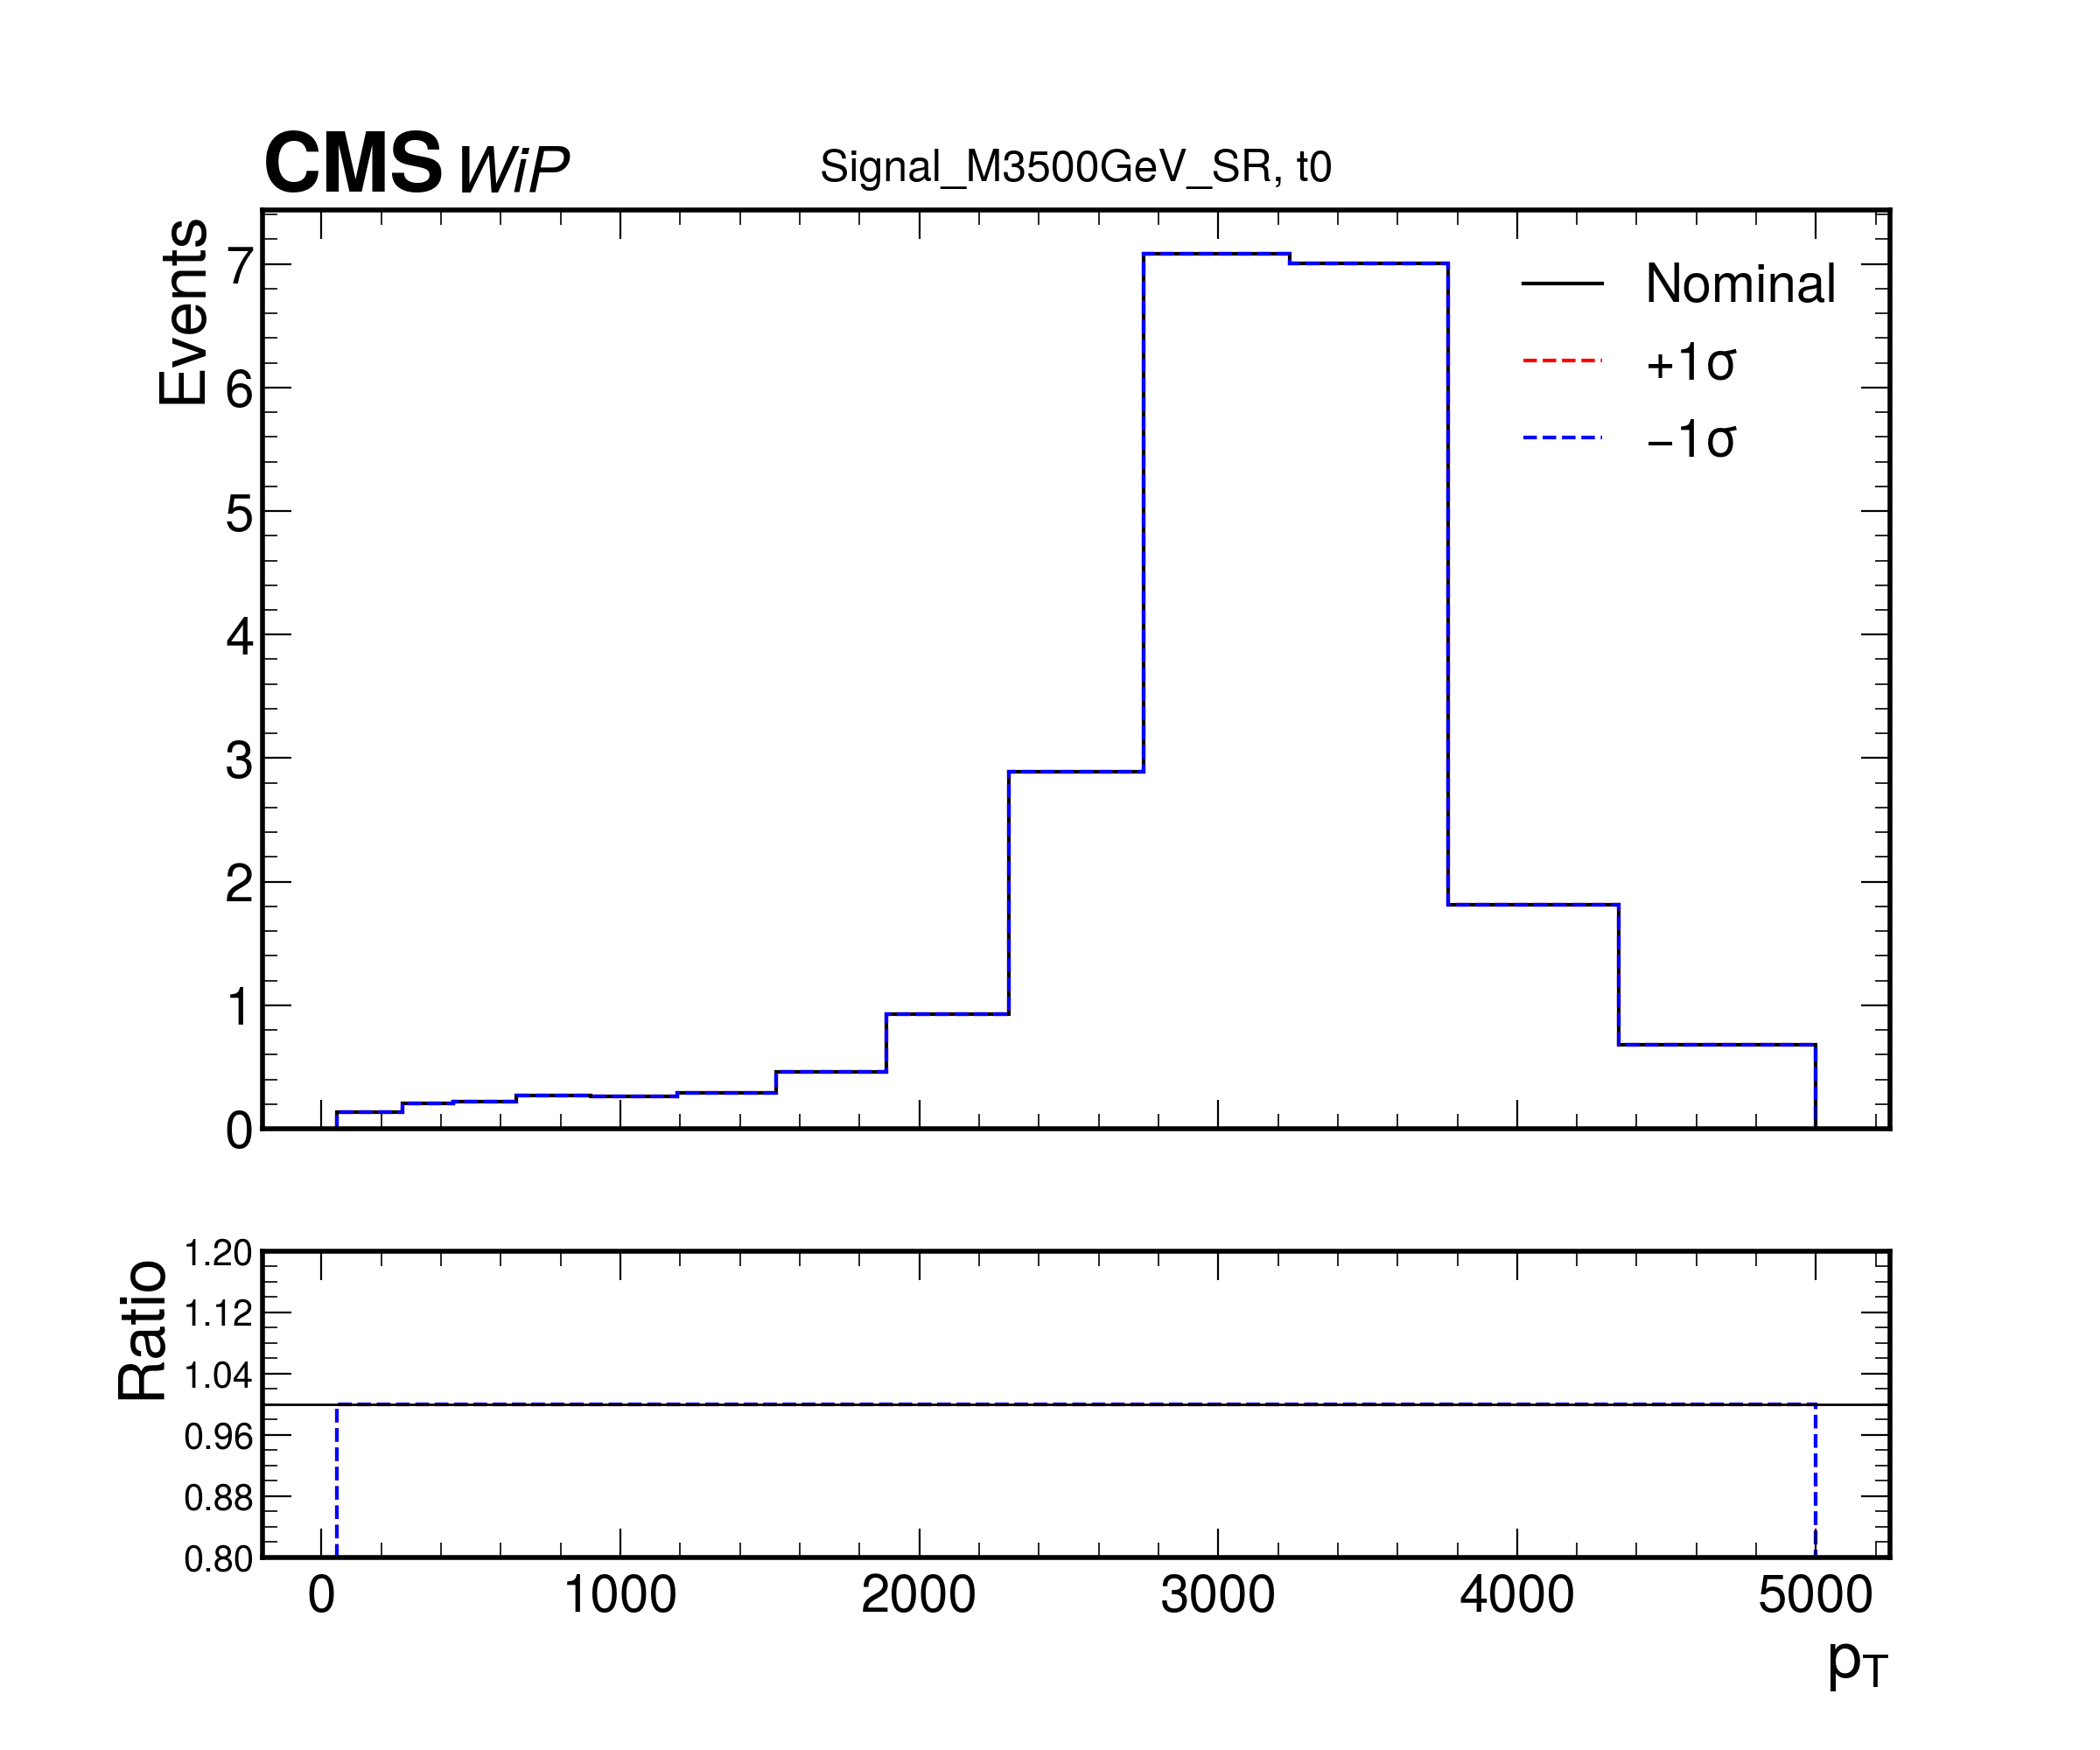 CMS WiP
Signal_M3500GeV_SR, t0
Events
7
6
5
4
3
2
1
0
Nominal
+1σ
−1σ
Ratio
1.20
1.12
1.04
0.96
0.88
0.80
0 1000 2000 3000 4000 5000
pT